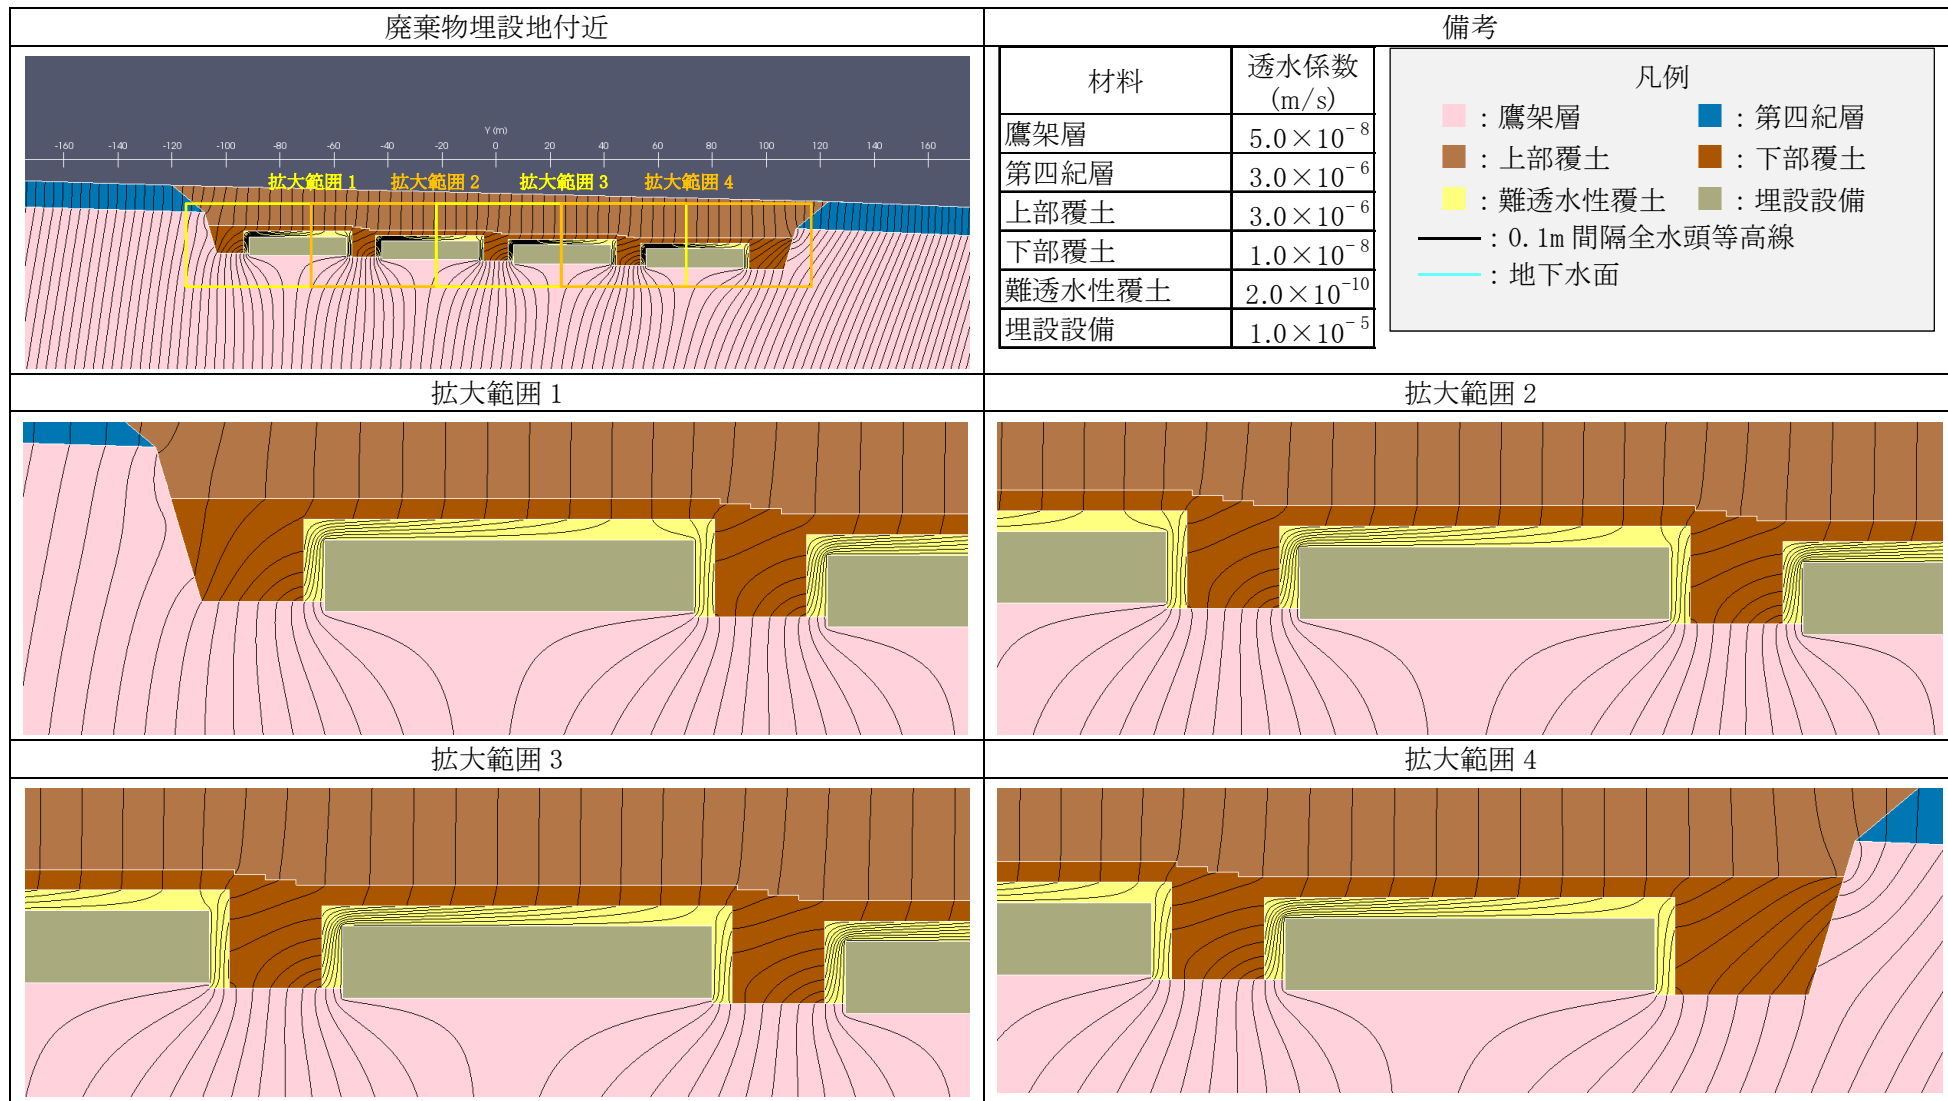 廃棄物埋設地付近
備考
Y (m)
-160 -140 -120 -100 -80 -60 -40 -20 0 20 40 60 80 100 120 140 160
拡大範囲 1 拡大範囲 2 拡大範囲 3 拡大範囲 4
材料 透水係数 (m/s)
鷹架層 5.0×10⁻⁸
第四紀層 3.0×10⁻⁶
上部覆土 3.0×10⁻⁶
下部覆土 1.0×10⁻⁸
難透水性覆土 2.0×10⁻¹⁰
埋設設備 1.0×10⁻⁵
凡例
：鷹架層 ：第四紀層
：上部覆土 ：下部覆土
：難透水性覆土 ：埋設設備
：0.1m 間隔全水頭等高線
：地下水面
拡大範囲 1
拡大範囲 2
拡大範囲 3
拡大範囲 4